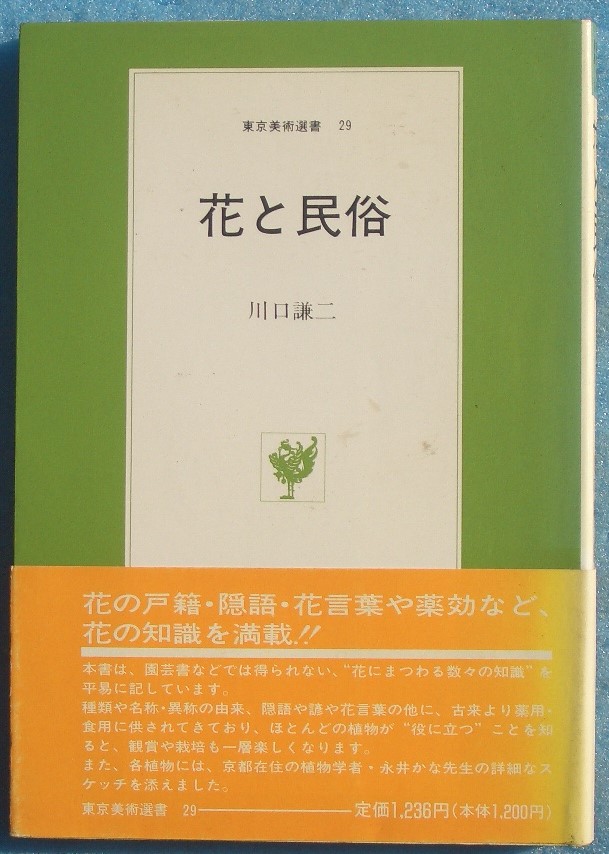 東京美術選書 29
花と民俗
川口謙二
花の戸籍・隠語・花言葉や薬効など、
花の知識を満載!!
本書は、園芸書などでは得られない、“花にまつわる数々の知識”を
平易に記しています。
種類や名称・異称の由来、隠語や諺や花言葉の他に、古来より薬用・
食用に供されてきており、ほとんどの植物が“役に立つ”ことを知
ると、観賞や栽培も一層楽しくなります。
また、各植物には、京都在住の植物学者・永井かな先生の詳細なス
ケッチを添えました。
東京美術選書 29――――定価1,236円(本体1,200円)